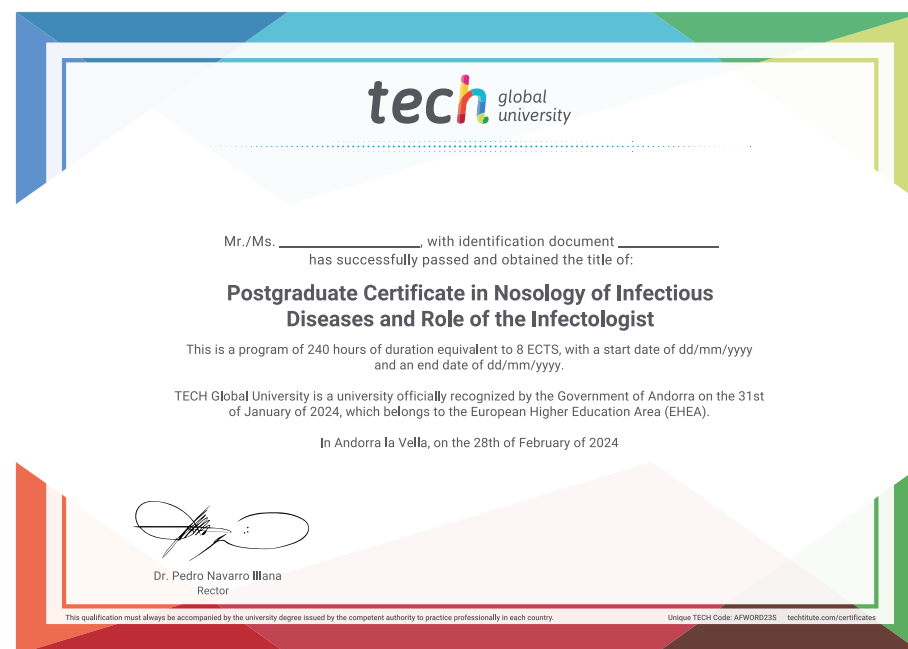 tech global university
Mr./Ms. ____________________, with identification document ______________
has successfully passed and obtained the title of:
Postgraduate Certificate in Nosology of Infectious
Diseases and Role of the Infectologist
This is a program of 240 hours of duration equivalent to 8 ECTS, with a start date of dd/mm/yyyy
and an end date of dd/mm/yyyy.
TECH Global University is a university officially recognized by the Government of Andorra on the 31st
of January of 2024, which belongs to the European Higher Education Area (EHEA).
In Andorra la Vella, on the 28th of February of 2024
Dr. Pedro Navarro Illana
Rector
This qualification must always be accompanied by the university degree issued by the competent authority to practice professionally in each country.
Unique TECH Code: AFWORD23S techtitute.com/certificates